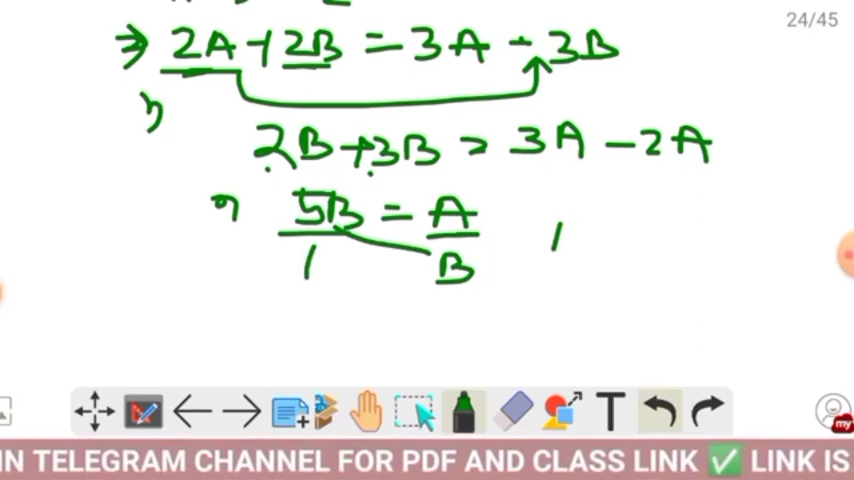 24/45
⇒ 2A + 2B = 3A - 3B
⇒ 2B + 3B = 3A - 2A
⇒ 5B = A
1 B
T
my
IN TELEGRAM CHANNEL FOR PDF AND CLASS LINK ✅ LINK IS